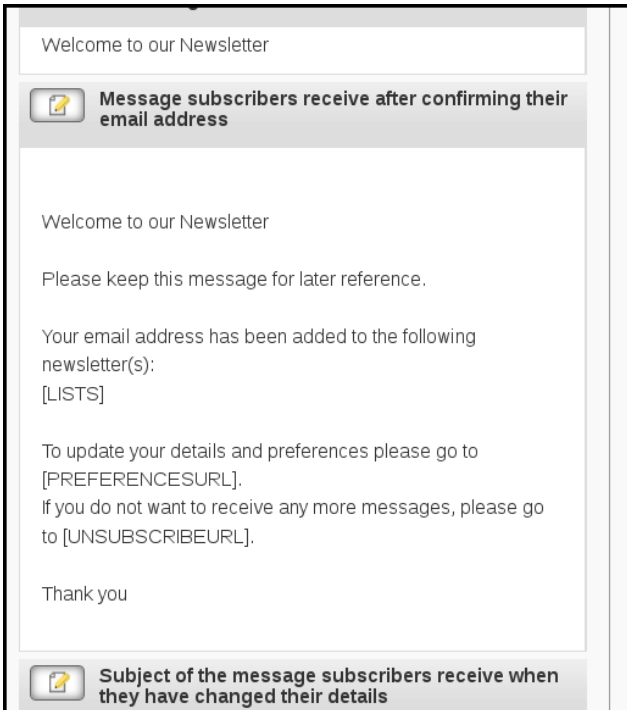 Welcome to our Newsletter
Message subscribers receive after confirming their
email address
Welcome to our Newsletter
Please keep this message for later reference.
Your email address has been added to the following
newsletter(s):
[LISTS]
To update your details and preferences please go to
[PREFERENCESURL].
If you do not want to receive any more messages, please go
to [UNSUBSCRIBEURL].
Thank you
Subject of the message subscribers receive when
they have changed their details